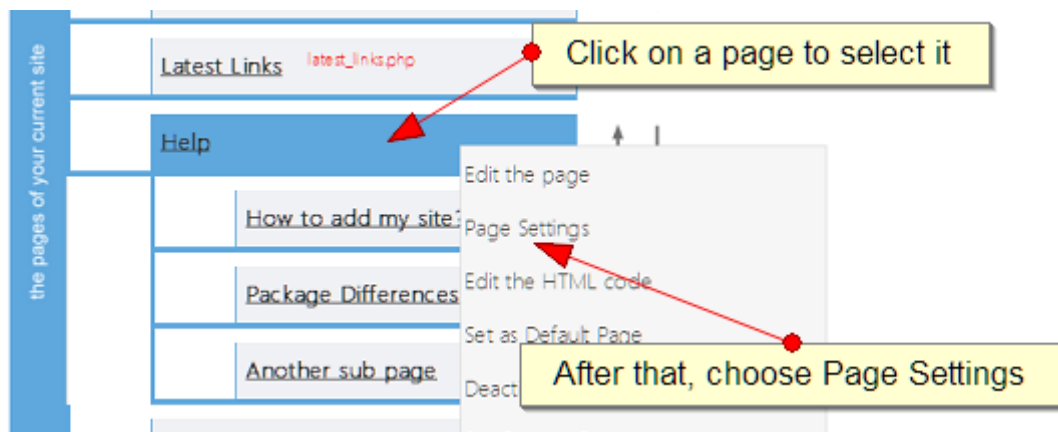 the pages of your current site
Latest Links latest_links.php
Click on a page to select it
Help
Edit the page
How to add my site?
Page Settings
Package Differences
Edit the HTML code
Set as Default Page
Another sub page
After that, choose Page Settings